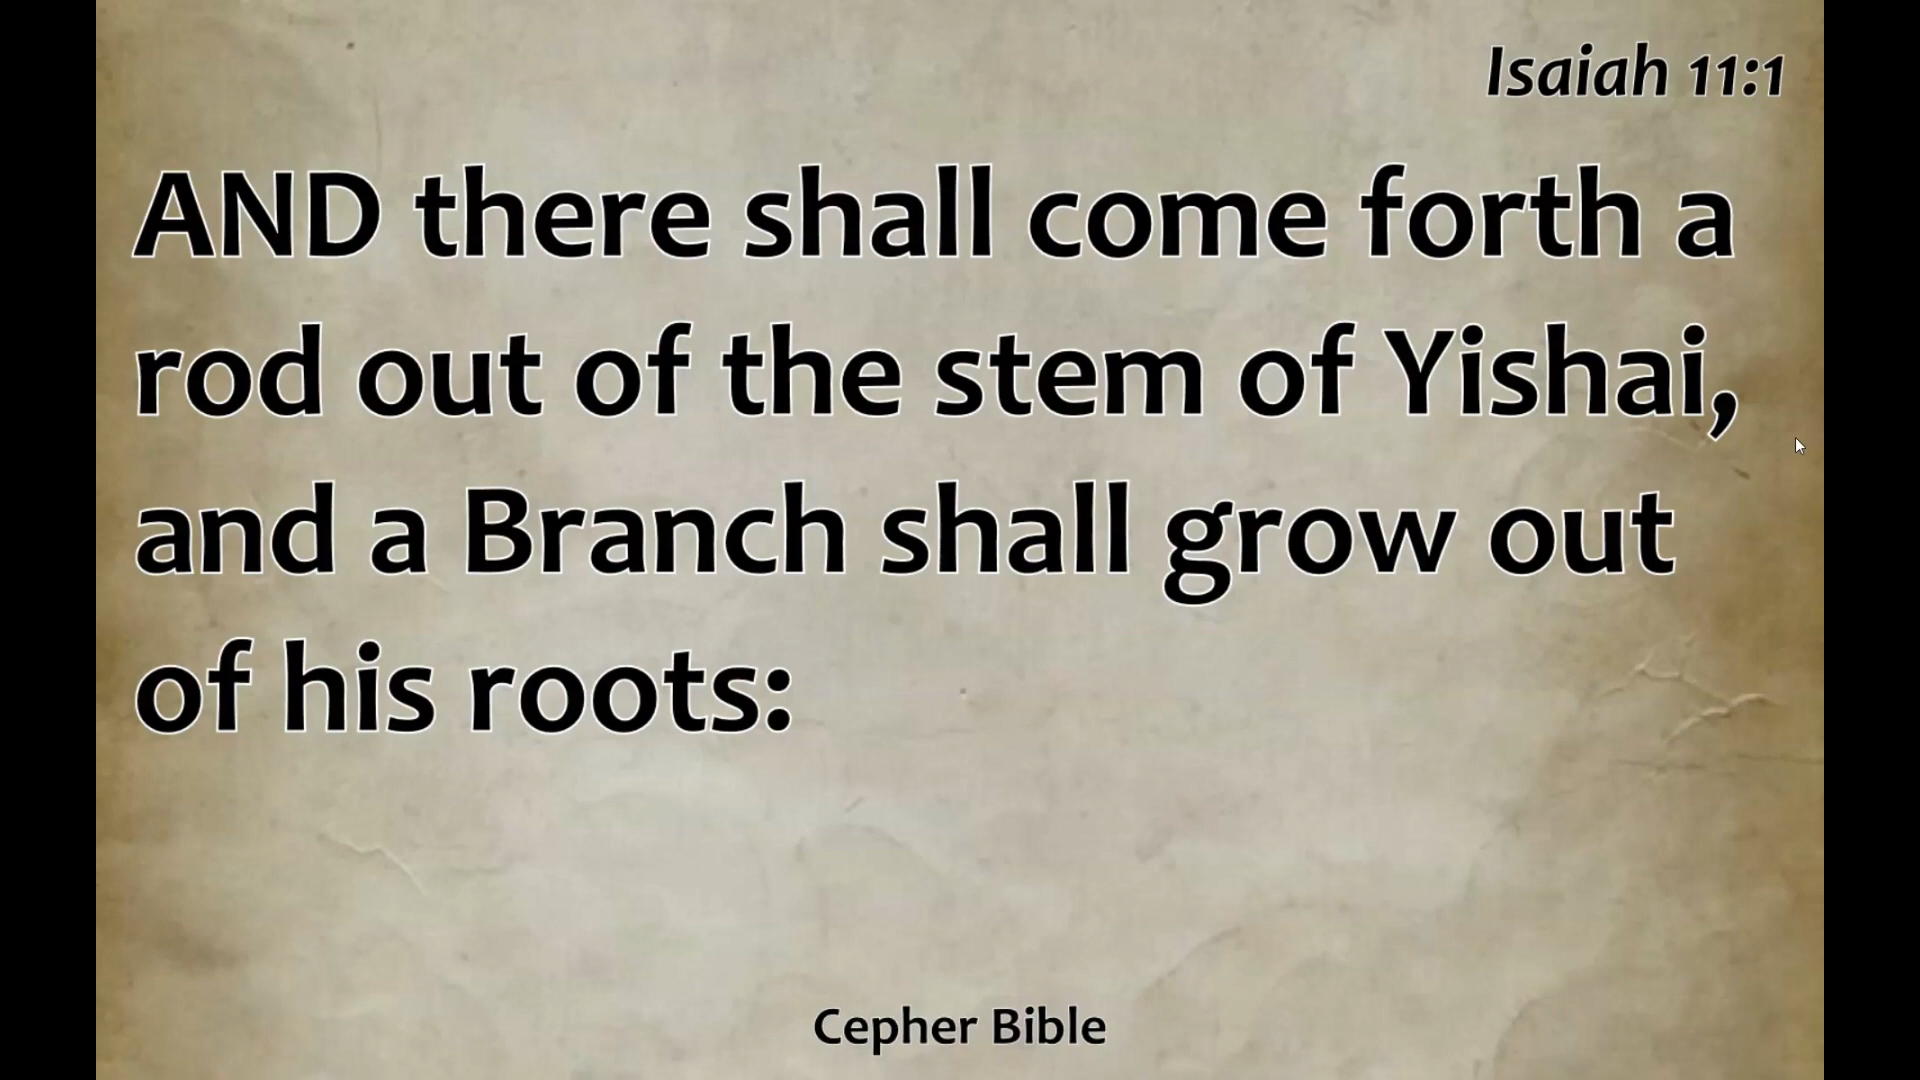 Isaiah 11:1
AND there shall come forth a
rod out of the stem of Yishai,
and a Branch shall grow out
of his roots:
Cepher Bible